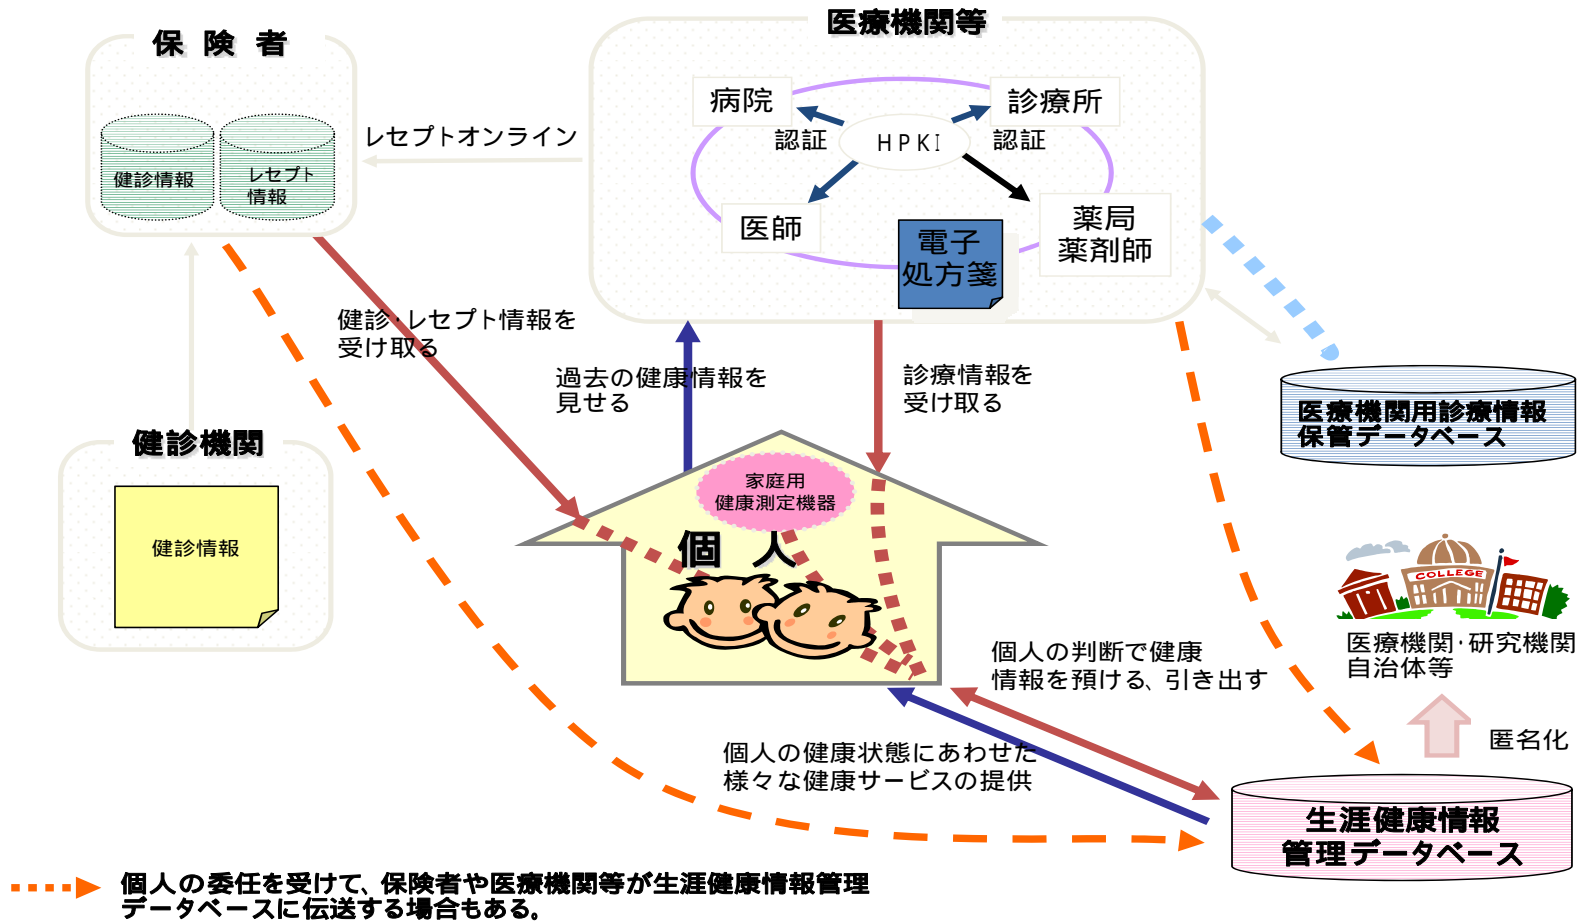 保 険 者
医療機関等
病院
診療所
レセプトオンライン
認証
HPKI
認証
健診情報
レセプト
情報
医師
電子
処方箋
薬局
薬剤師
健診・レセプト情報を
受け取る
過去の健康情報を
見せる
診療情報を
受け取る
医療機関用診療情報
保管データベース
健診機関
健診情報
家庭用
健康測定機器
個 人
COLLEGE
医療機関・研究機関
自治体等
個人の判断で健康
情報を預ける、引き出す
匿名化
個人の健康状態にあわせた
様々な健康サービスの提供
生涯健康情報
管理データベース
個人の委任を受けて、保険者や医療機関等が生涯健康情報管理
データベースに伝送する場合もある。